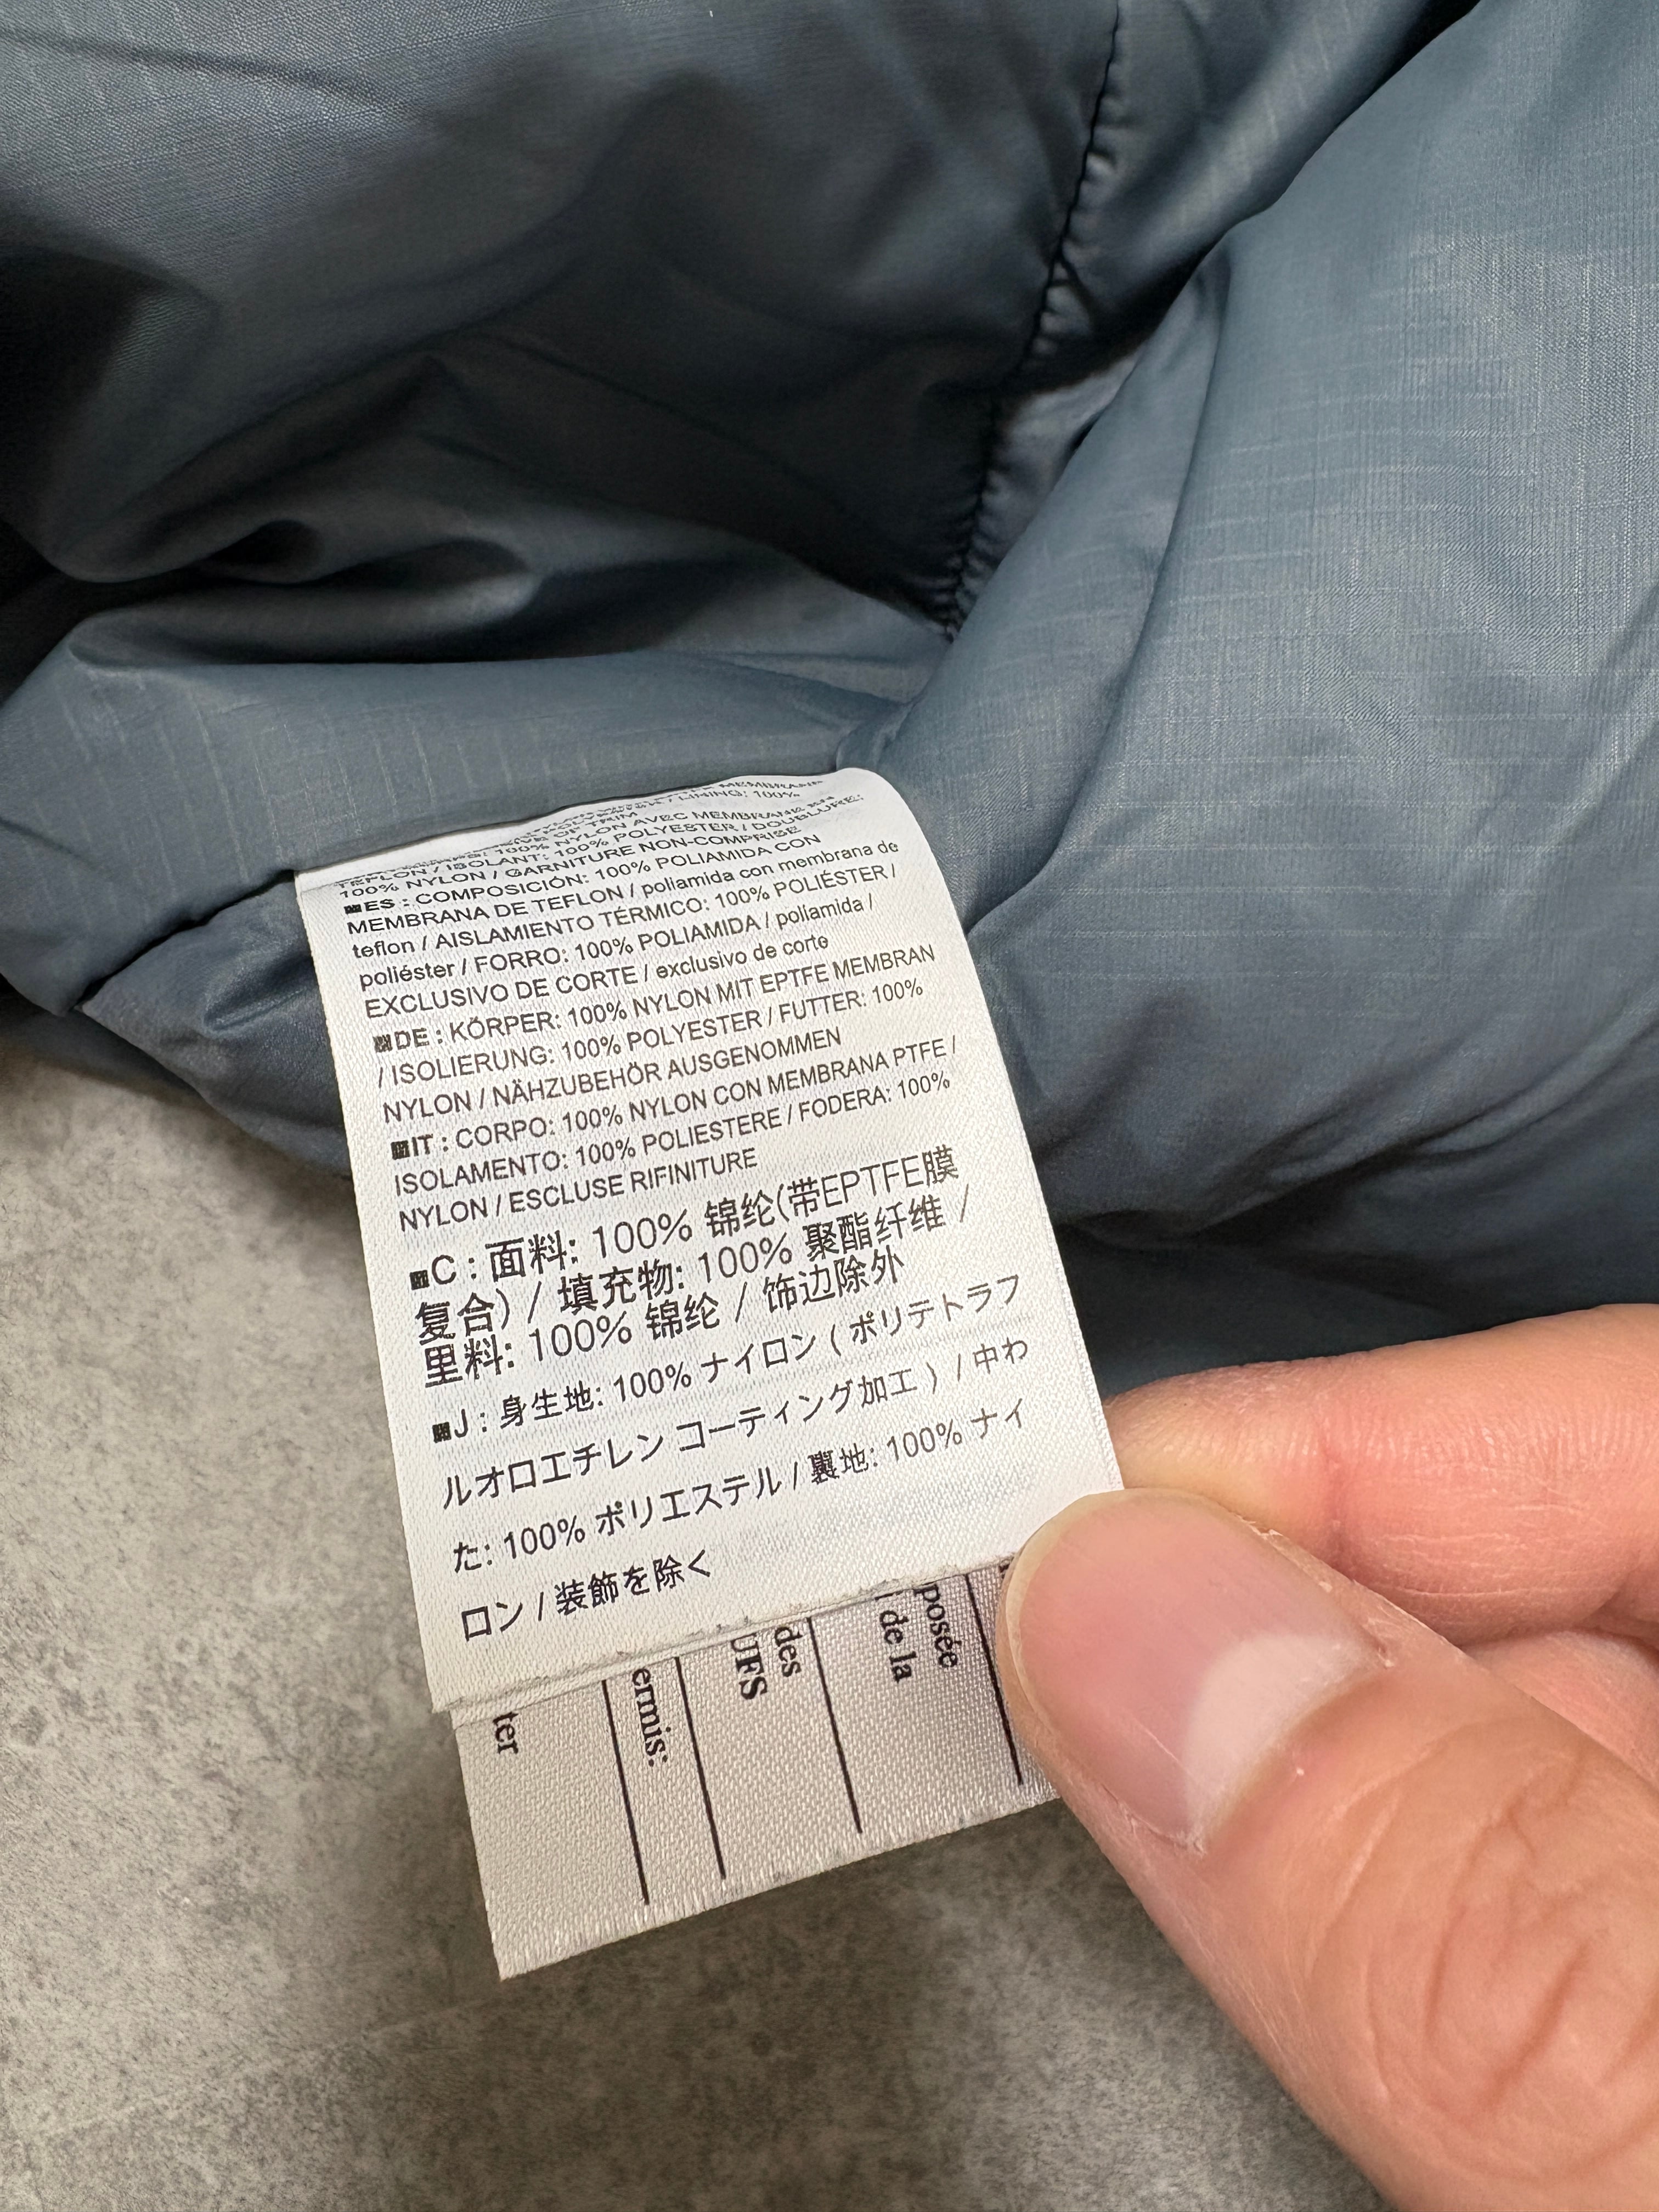 MEMBRANE
/ LINING: 100%
OF TRIM
100% NYLON AVEC MEMBRANE EN
TEFLON / ISOLANT: 100% POLYESTER / DOUBLURE:
100% NYLON / GARNITURE NON-COMPRISE
■ES : COMPOSICIÓN: 100% POLIAMIDA CON
MEMBRANA DE TEFLON / poliamida con membrana de
teflon / AISLAMIENTO TÉRMICO: 100% POLIÉSTER /
poliéster / FORRO: 100% POLIAMIDA / poliamida /
EXCLUSIVO DE CORTE / exclusivo de corte
■DE : KÖRPER: 100% NYLON MIT EPTFE MEMBRAN
/ ISOLIERUNG: 100% POLYESTER / FUTTER: 100%
NYLON / NÄHZUBEHÖR AUSGENOMMEN
■IT : CORPO: 100% NYLON CON MEMBRANA PTFE /
ISOLAMENTO: 100% POLIESTERE / FODERA: 100%
NYLON / ESCLUSE RIFINITURE
■C : 面料: 100% 锦纶(带EPTFE膜
复合) / 填充物: 100% 聚酯纤维 /
里料: 100% 锦纶 / 饰边除外
■J : 身生地: 100% ナイロン ( ポリテトラフ
ルオロエチレン コーティング加工 ) / 中わ
た: 100% ポリエステル / 裏地: 100% ナイ
ロン / 装飾を除く
posée
de la
des
UFS
ermis:
ter